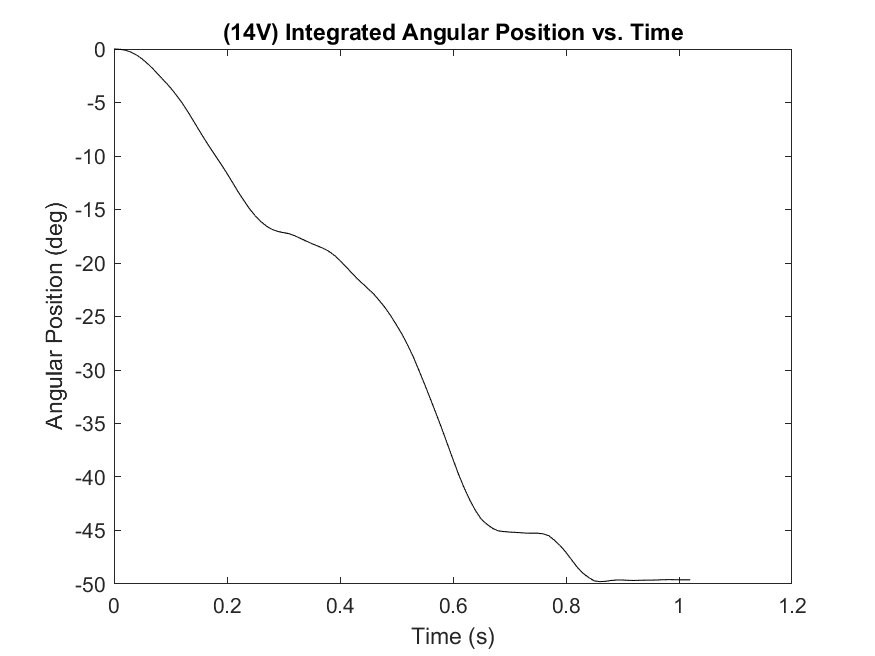 (14V) Integrated Angular Position vs. Time
0
-5
-10
-15
-20
-25
-30
-35
-40
-45
-50
Angular Position (deg)
0 0.2 0.4 0.6 0.8 1 1.2
Time (s)